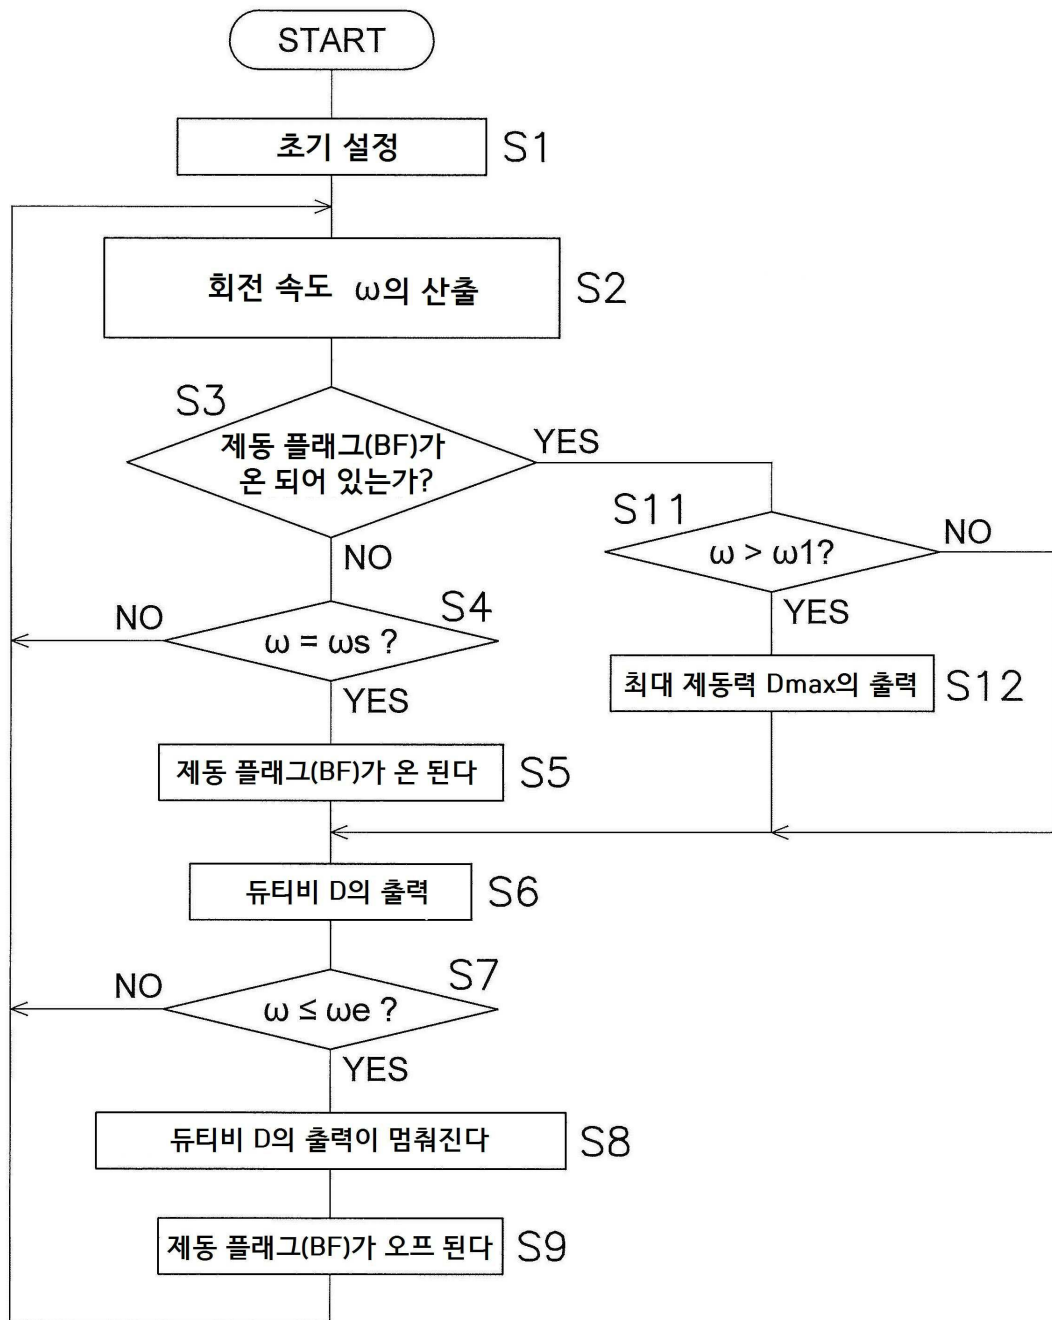 START
초기 설정
S1
회전 속도 ω의 산출
S2
S3
제동 플래그(BF)가
온 되어 있는가?
YES
NO
S11
ω > ω1?
NO
YES
최대 제동력 Dmax의 출력
S12
S4
NO
ω = ωs ?
YES
제동 플래그(BF)가 온 된다
S5
듀티비 D의 출력
S6
S7
NO
ω ≤ ωe ?
YES
듀티비 D의 출력이 멈춰진다
S8
제동 플래그(BF)가 오프 된다
S9